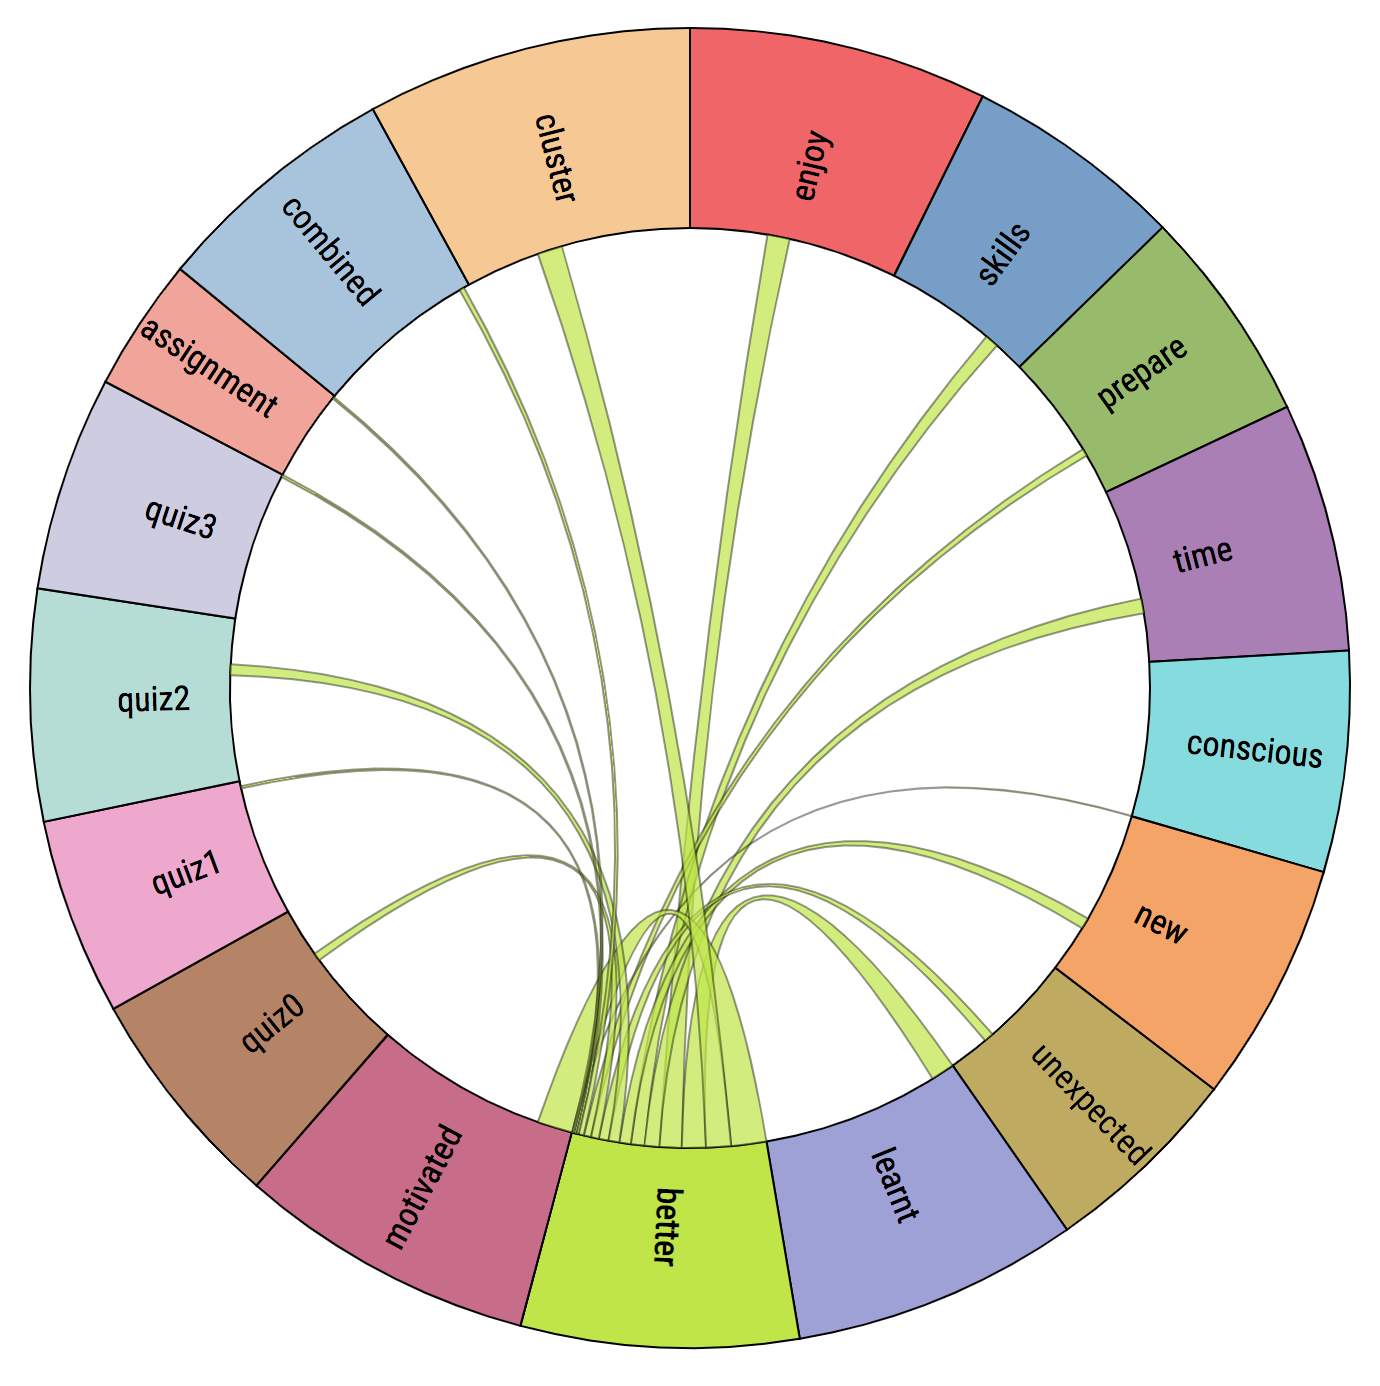 enjoy
skills
prepare
time
conscious
new
unexpected
learnt
better
motivated
quiz0
quiz1
quiz2
quiz3
assignment
combined
cluster